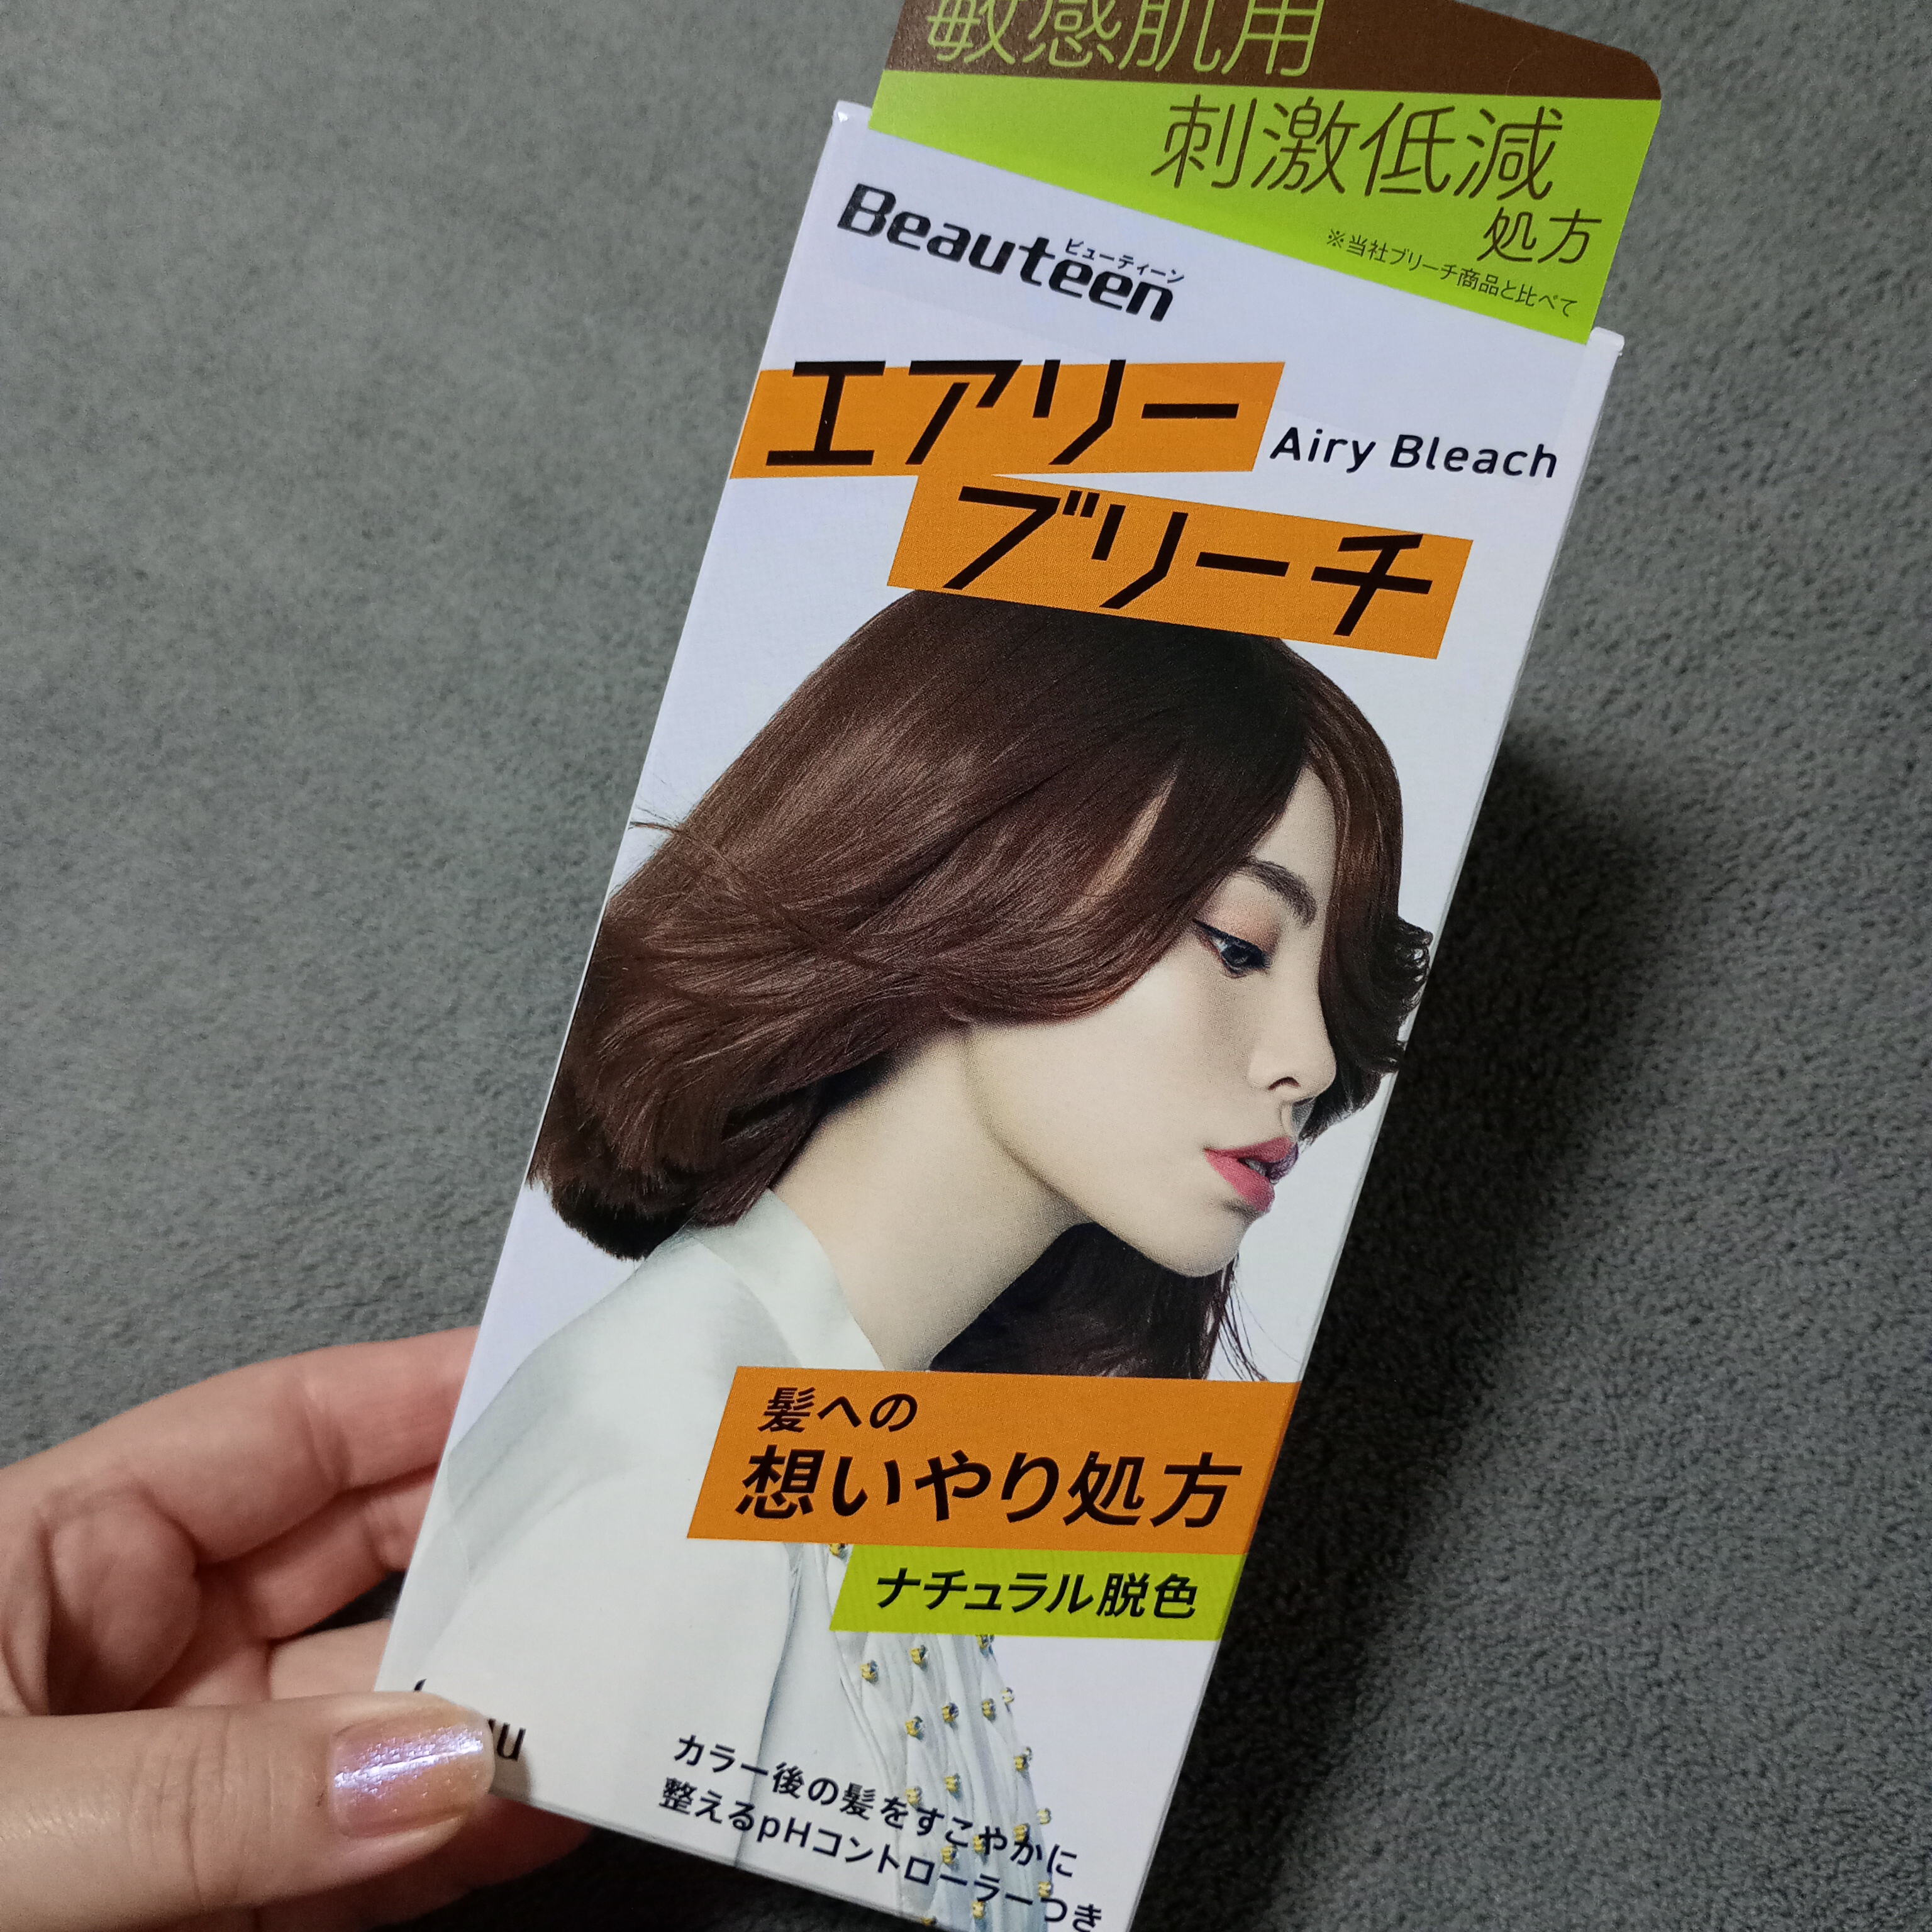 敏感肌用
刺激低減
処方
※当社ブリーチ商品と比べて
Beauteen
ビューティーン
エアリー
Airy Bleach
ブリーチ
髪への
想いやり処方
ナチュラル脱色
カラー後の髪をすこやかに
整えるpHコントローラーつき